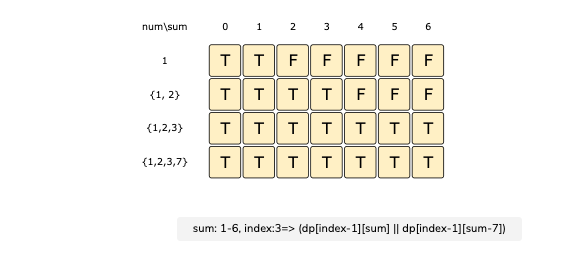 num\sum 0 1 2 3 4 5 6
1 T T F F F F F
{1, 2} T T T T F F F
{1,2,3} T T T T T T T
{1,2,3,7} T T T T T T T
sum: 1-6, index:3=> (dp[index-1][sum] || dp[index-1][sum-7])